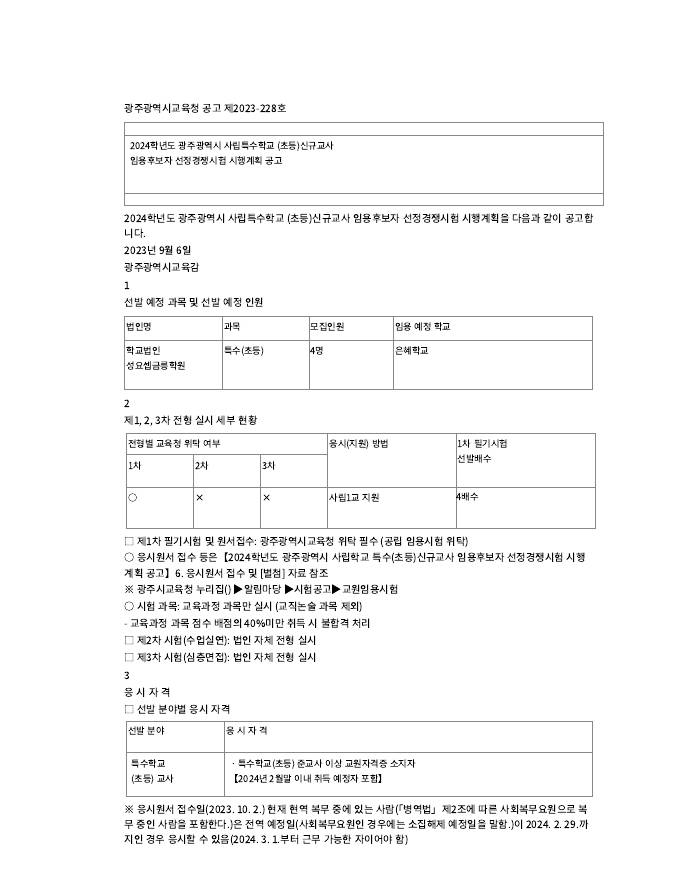 광주광역시교육청 공고 제2023-228호
2024학년도 광주광역시 사립특수학교 (초등)신규교사
임용후보자 선정경쟁시험 시행계획 공고
2024학년도 광주광역시 사립특수학교 (초등)신규교사 임용후보자 선정경쟁시험 시행계획을 다음과 같이 공고합
니다.
2023년 9월 6일
광주광역시교육감
1
선발 예정 과목 및 선발 예정 인원
법인명 과목 모집인원 임용 예정 학교
학교법인 특수(초등) 4명 은혜학교
성요셉금릉학원
2
제1, 2, 3차 전형 실시 세부 현황
전형별 교육청 위탁 여부 응시(지원) 방법 1차 필기시험
선발배수
1차 2차 3차
○ × × 사립1교 지원 4배수
□ 제1차 필기시험 및 원서접수: 광주광역시교육청 위탁 필수 (공립 임용시험 위탁)
○ 응시원서 접수 등은【2024학년도 광주광역시 사립학교 특수(초등)신규교사 임용후보자 선정경쟁시험 시행
계획 공고】6. 응시원서 접수 및 [별첨] 자료 참조
※ 광주시교육청 누리집() ▶알림마당 ▶시험공고▶교원임용시험
○ 시험 과목: 교육과정 과목만 실시 (교직논술 과목 제외)
- 교육과정 과목 점수 배점의 40%미만 취득 시 불합격 처리
□ 제2차 시험(수업실연): 법인 자체 전형 실시
□ 제3차 시험(심층면접): 법인 자체 전형 실시
3
응 시 자 격
□ 선발 분야별 응시 자격
선발 분야 응 시 자 격
특수학교 · 특수학교(초등) 준교사 이상 교원자격증 소지자
(초등) 교사 【2024년 2월말 이내 취득 예정자 포함】
※ 응시원서 접수일(2023. 10. 2.) 현재 현역 복무 중에 있는 사람(「병역법」제2조에 따른 사회복무요원으로 복
무 중인 사람을 포함한다.)은 전역 예정일(사회복무요원인 경우에는 소집해제 예정일을 말함.)이 2024. 2. 29.까
지인 경우 응시할 수 있음(2024. 3. 1.부터 근무 가능한 자이어야 함)